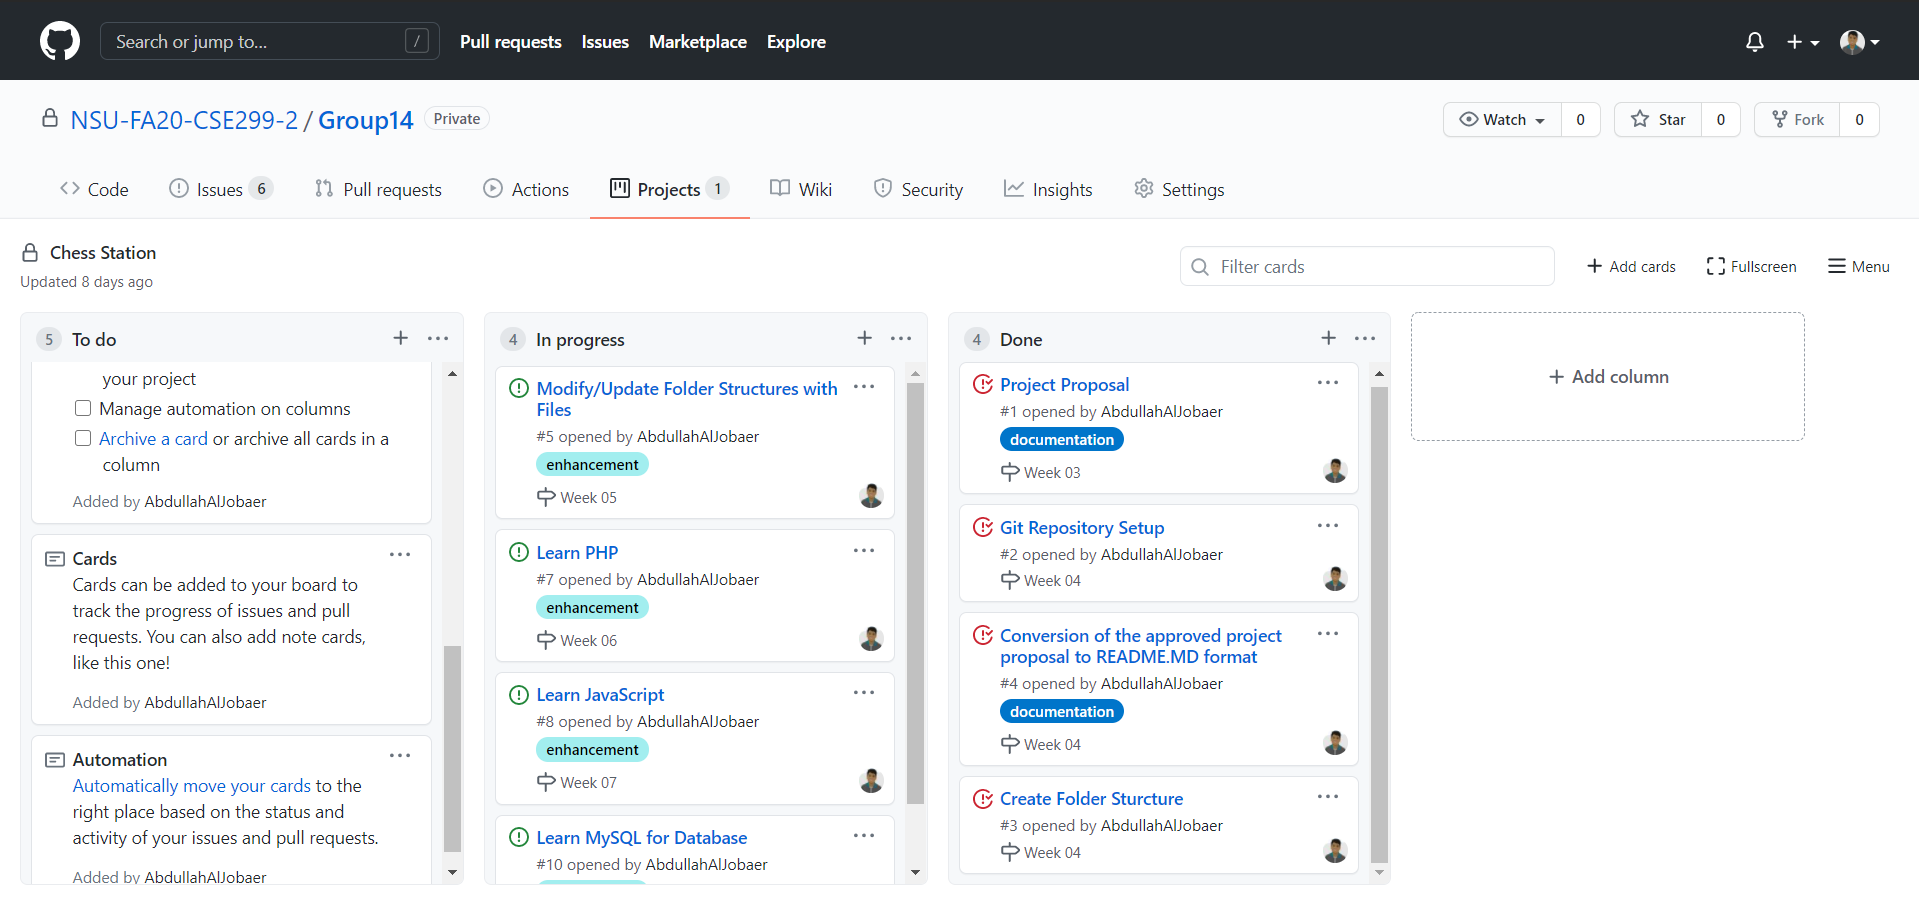 Search or jump to... /
Pull requests Issues Marketplace Explore
NSU-FA20-CSE299-2 / Group14 Private
Watch 0 Star 0 Fork 0
Code Issues 6 Pull requests Actions Projects 1 Wiki Security Insights Settings
Chess Station
Updated 8 days ago
Filter cards
Add cards Fullscreen Menu
5 To do
your project
Manage automation on columns
Archive a card or archive all cards in a
column
Added by AbdullahAlJobaer
Cards
Cards can be added to your board to
track the progress of issues and pull
requests. You can also add note cards,
like this one!
Added by AbdullahAlJobaer
Automation
Automatically move your cards to the
right place based on the status and
activity of your issues and pull requests.
Added by AbdullahAlJobaer
4 In progress
Modify/Update Folder Structures with
Files
#5 opened by AbdullahAlJobaer
enhancement
Week 05
Learn PHP
#7 opened by AbdullahAlJobaer
enhancement
Week 06
Learn JavaScript
#8 opened by AbdullahAlJobaer
enhancement
Week 07
Learn MySQL for Database
#10 opened by AbdullahAlJobaer
4 Done
Project Proposal
#1 opened by AbdullahAlJobaer
documentation
Week 03
Git Repository Setup
#2 opened by AbdullahAlJobaer
Week 04
Conversion of the approved project
proposal to README.MD format
#4 opened by AbdullahAlJobaer
documentation
Week 04
Create Folder Sturcture
#3 opened by AbdullahAlJobaer
Week 04
Add column